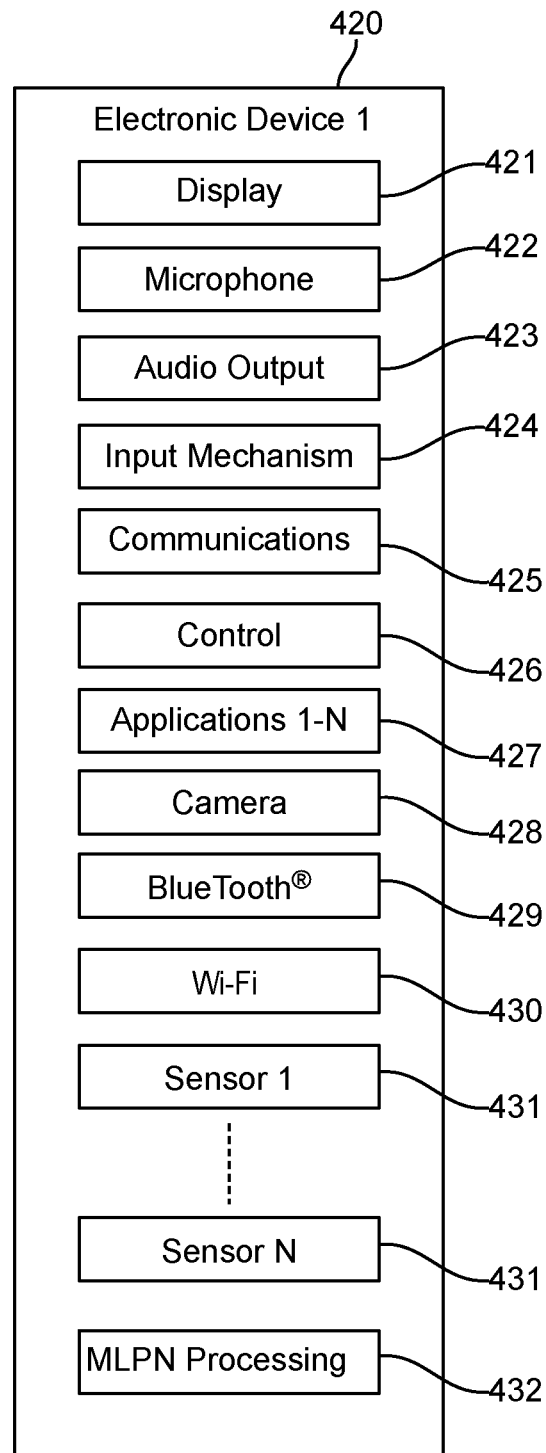 420
Electronic Device 1
Display
421
Microphone
422
Audio Output
423
Input Mechanism
424
Communications
425
Control
426
Applications 1-N
427
Camera
428
BlueTooth®
429
Wi-Fi
430
Sensor 1
431
Sensor N
431
MLPN Processing
432